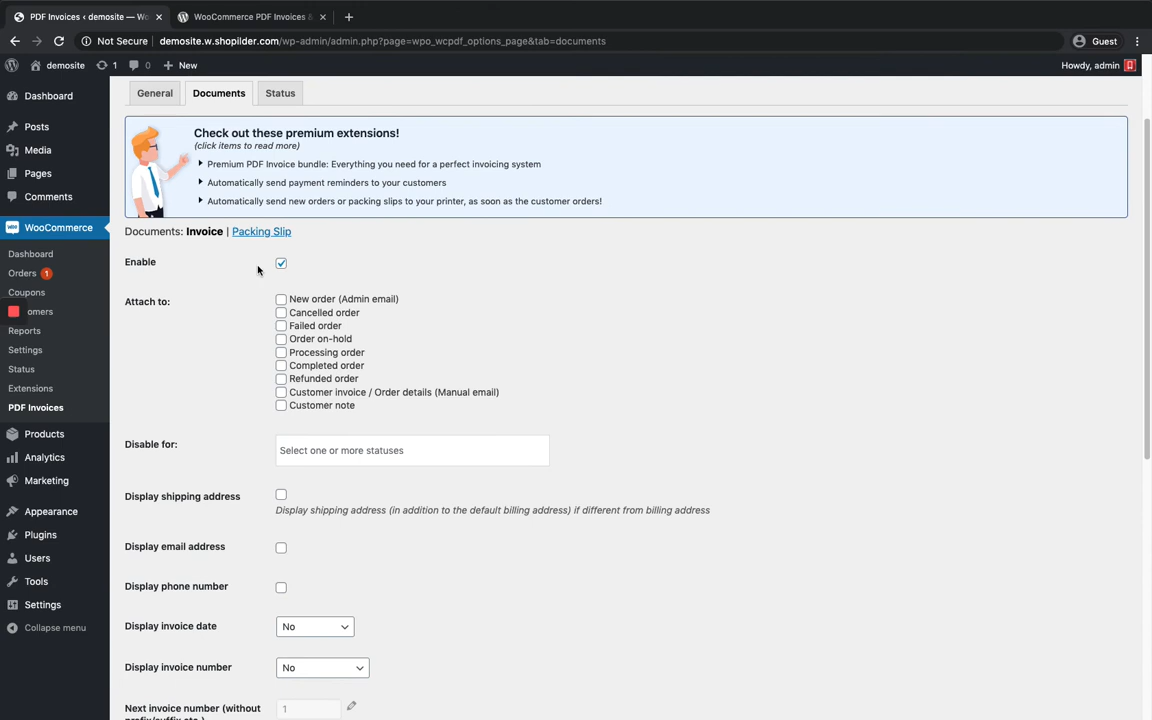 PDF Invoices ‹ demosite — Wo
WooCommerce PDF Invoices &
Not Secure
demosite.w.shopilder.com/wp-admin/admin.php?page=wpo_wcpdf_options_page&tab=documents
Guest
demosite
1
0
New
Howdy, admin
Dashboard
Posts
Media
Pages
Comments
WooCommerce
Dashboard
Orders 1
Coupons
omers
Reports
Settings
Status
Extensions
PDF Invoices
Products
Analytics
Marketing
Appearance
Plugins
Users
Tools
Settings
Collapse menu
General
Documents
Status
Check out these premium extensions!
(click items to read more)
Premium PDF Invoice bundle: Everything you need for a perfect invoicing system
Automatically send payment reminders to your customers
Automatically send new orders or packing slips to your printer, as soon as the customer orders!
Documents: Invoice | Packing Slip
Enable
Attach to:
New order (Admin email)
Cancelled order
Failed order
Order on-hold
Processing order
Completed order
Refunded order
Customer invoice / Order details (Manual email)
Customer note
Disable for:
Select one or more statuses
Display shipping address
Display shipping address (in addition to the default billing address) if different from billing address
Display email address
Display phone number
Display invoice date
No
Display invoice number
No
Next invoice number (without
prefix/suffix etc.)
1